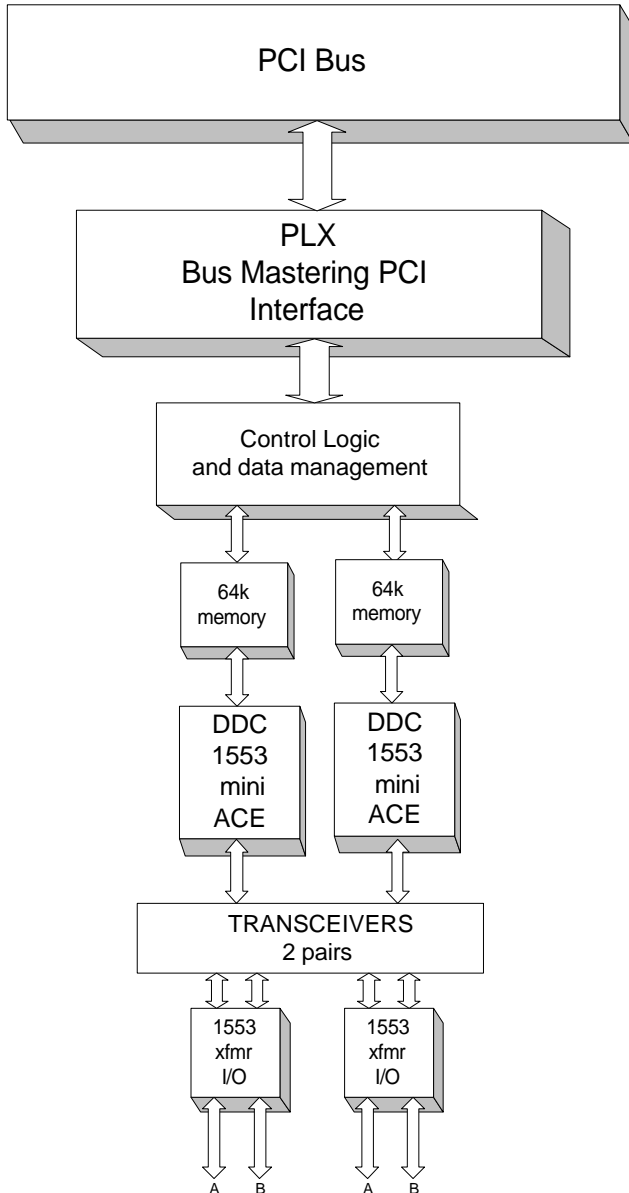 PCI Bus
PLX
Bus Mastering PCI
Interface
Control Logic
and data management
64k
memory
64k
memory
DDC
1553
mini
ACE
DDC
1553
mini
ACE
TRANSCEIVERS
2 pairs
1553
xfmr
I/O
1553
xfmr
I/O
A B A B